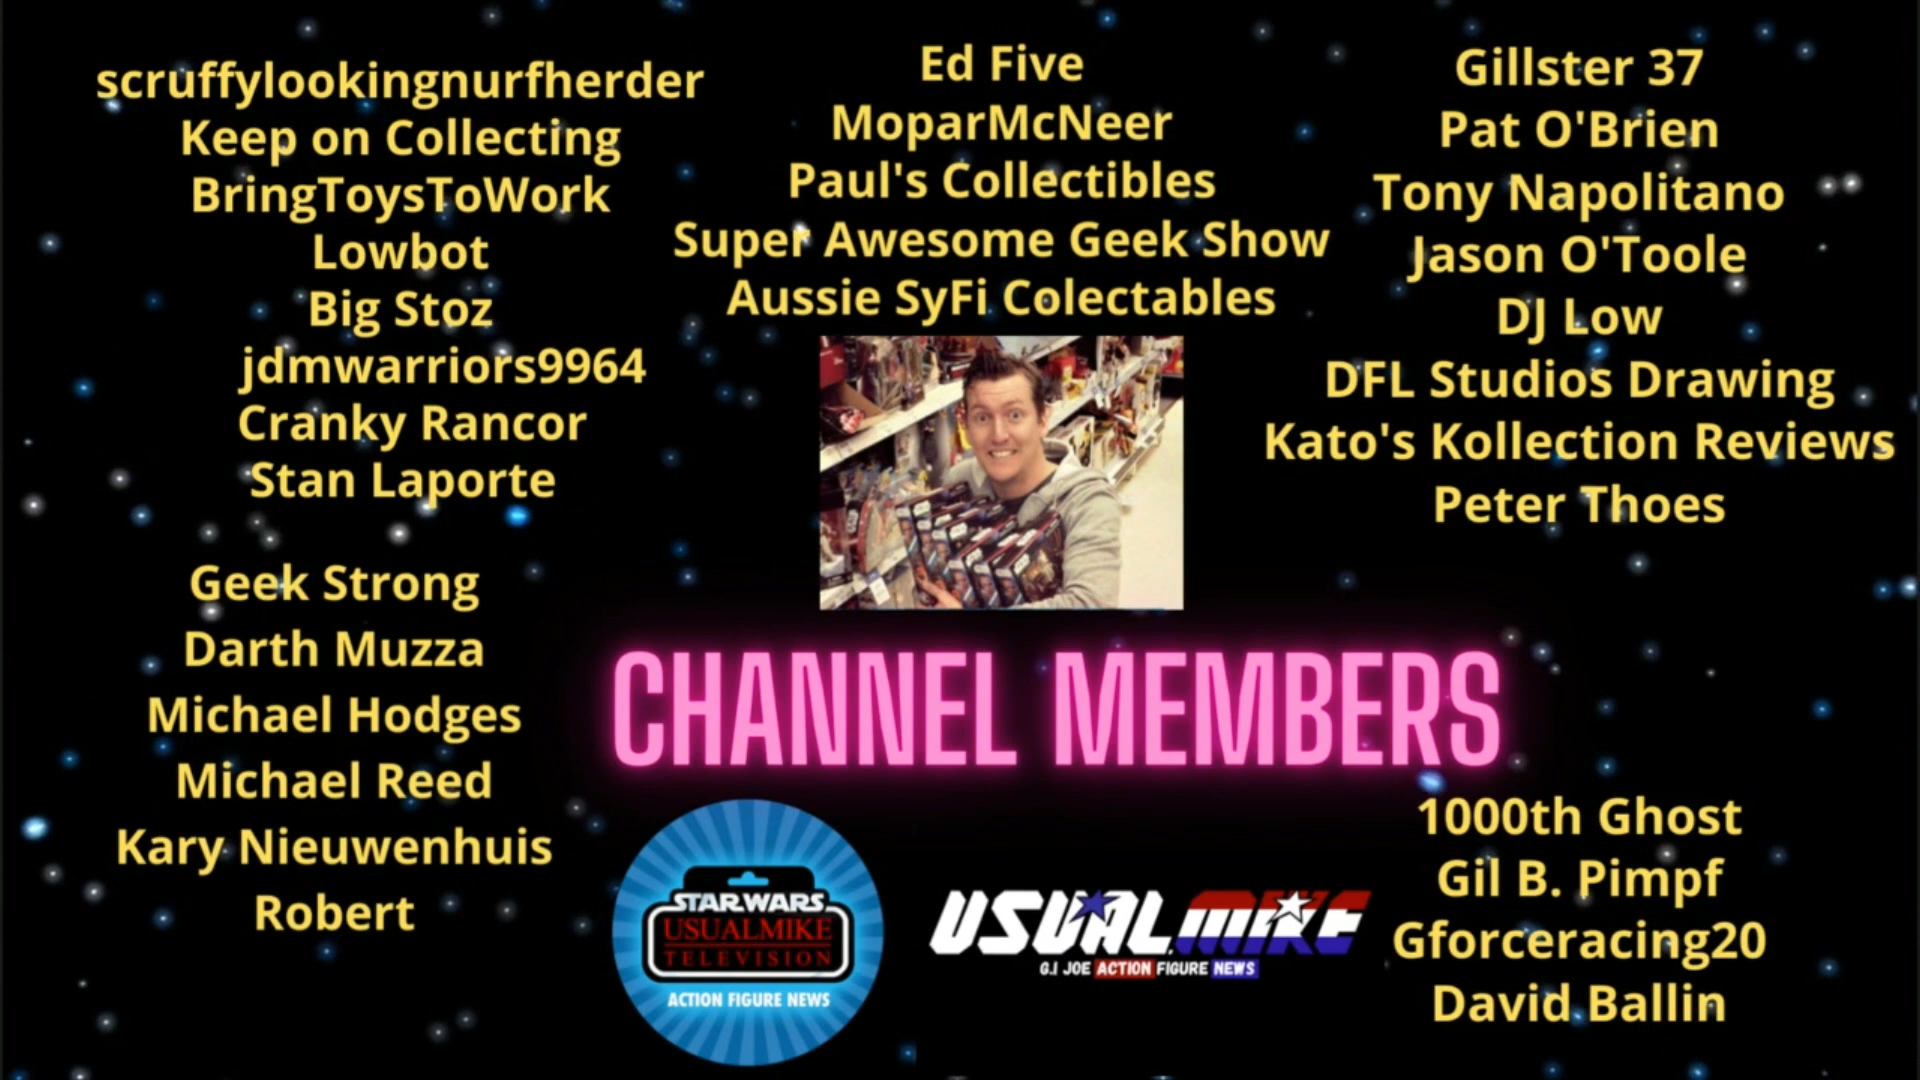 scruffylookingnurfherder
Keep on Collecting
BringToysToWork
Lowbot
Big Stoz
jdmwarriors9964
Cranky Rancor
Stan Laporte
Geek Strong
Darth Muzza
Michael Hodges
Michael Reed
Kary Nieuwenhuis
Robert
Ed Five
MoparMcNeer
Paul's Collectibles
Super Awesome Geek Show
Aussie SyFi Colectables
Gillster 37
Pat O'Brien
Tony Napolitano
Jason O'Toole
DJ Low
DFL Studios Drawing
Kato's Kollection Reviews
Peter Thoes
CHANNEL MEMBERS
STAR WARS
USUALMIKE
TELEVISION
ACTION FIGURE NEWS
USUALMIKE
G.I JOE ACTION FIGURE NEWS
1000th Ghost
Gil B. Pimpf
Gforceracing20
David Ballin